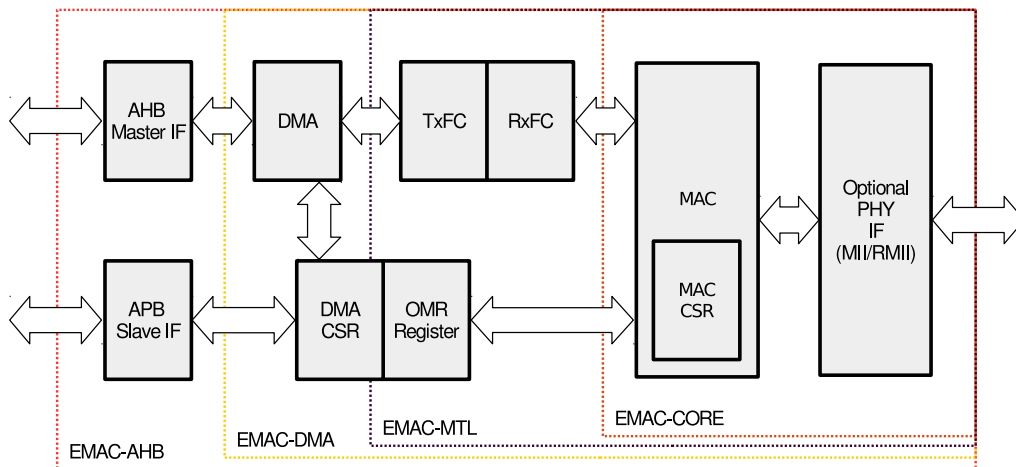 AHB
Master IF
DMA
TxFC
RxFC
MAC
Optional
PHY
IF
(MII/RMII)
APB
Slave IF
DMA
CSR
OMR
Register
MAC
CSR
EMAC-AHB
EMAC-DMA
EMAC-MTL
EMAC-CORE